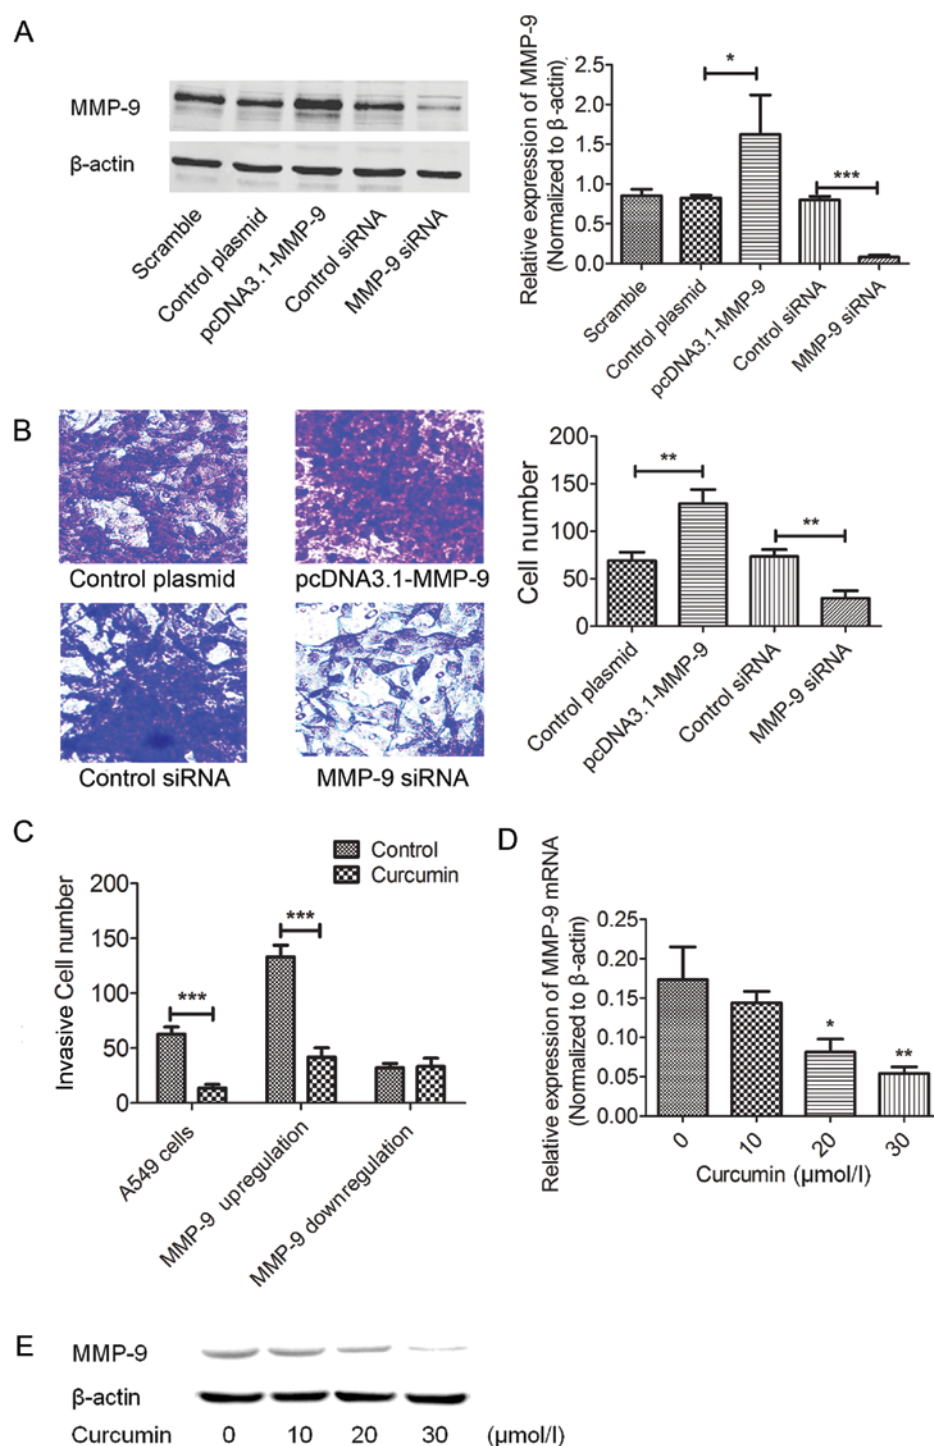 A
MMP-9
β-actin
Scramble
Control plasmid
pcDNA3.1-MMP-9
Control siRNA
MMP-9 siRNA
Relative expression of MMP-9
(Normalized to β-actin)
2.5
2.0
1.5
1.0
0.5
0.0
*
***
Scramble
Control plasmid
pcDNA3.1-MMP-9
Control siRNA
MMP-9 siRNA
B
Control plasmid
pcDNA3.1-MMP-9
Control siRNA
MMP-9 siRNA
Cell number
200
150
100
50
0
**
**
Control plasmid
pcDNA3.1-MMP-9
Control siRNA
MMP-9 siRNA
C
Control
Curcumin
Invasive Cell number
200
150
100
50
0
***
***
A549 cells
MMP-9 upregulation
MMP-9 downregulation
D
Relative expression of MMP-9 mRNA
(Normalized to β-actin)
0.25
0.20
0.15
0.10
0.05
0.00
*
**
0 10 20 30
Curcumin (μmol/l)
E
MMP-9
β-actin
Curcumin 0 10 20 30 (μmol/l)